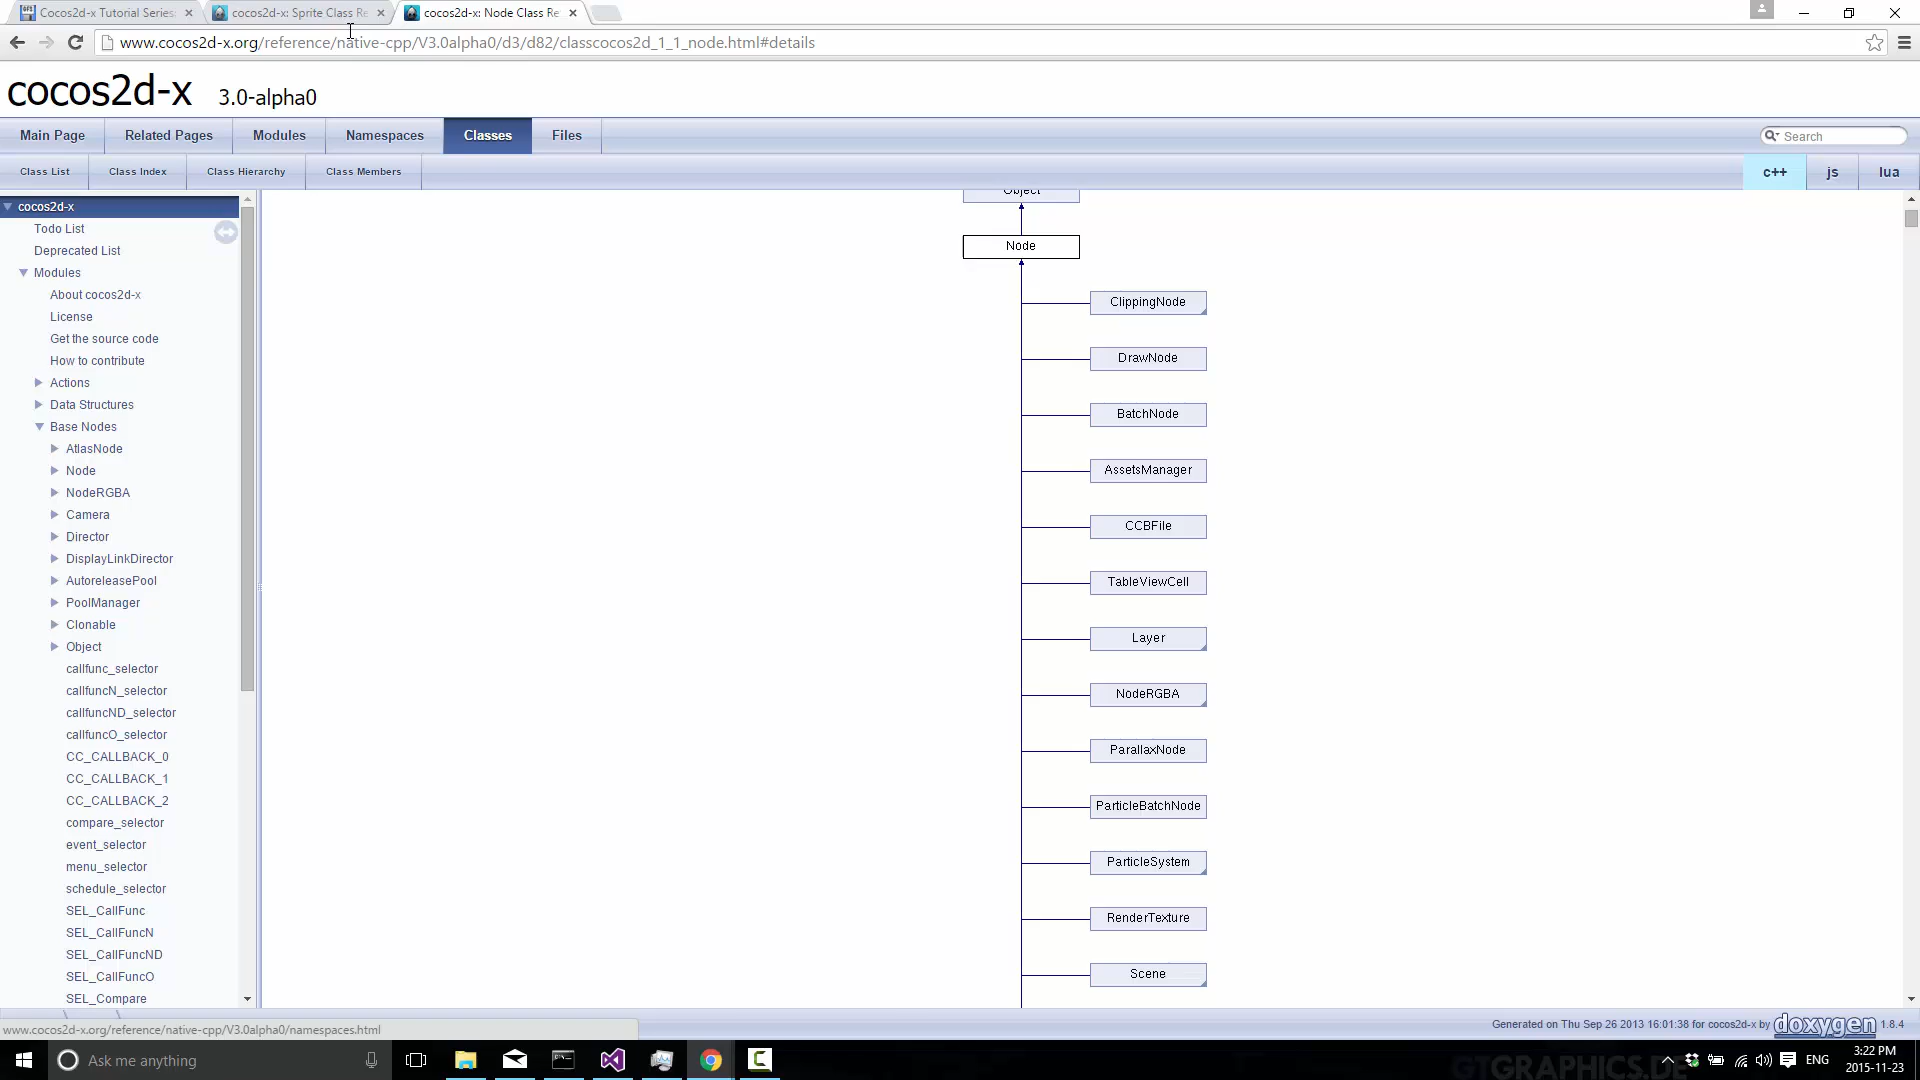 Cocos2d-x Tutorial Series:
cocos2d-x: Sprite Class Re
cocos2d-x: Node Class Re
www.cocos2d-x.org/reference/native-cpp/V3.0alpha0/d3/d82/classcocos2d_1_1_node.html#details
cocos2d-x 3.0-alpha0
Main Page Related Pages Modules Namespaces Classes Files Search
Class List Class Index Class Hierarchy Class Members c++ js lua
cocos2d-x
Todo List
Deprecated List
Modules
About cocos2d-x
License
Get the source code
How to contribute
Actions
Data Structures
Base Nodes
AtlasNode
Node
NodeRGBA
Camera
Director
DisplayLinkDirector
AutoreleasePool
PoolManager
Clonable
Object
callfunc_selector
callfuncN_selector
callfuncND_selector
callfuncO_selector
CC_CALLBACK_0
CC_CALLBACK_1
CC_CALLBACK_2
compare_selector
event_selector
menu_selector
schedule_selector
SEL_CallFunc
SEL_CallFuncN
SEL_CallFuncND
SEL_CallFuncO
SEL_Compare
Object
Node
ClippingNode
DrawNode
BatchNode
AssetsManager
CCBFile
TableViewCell
Layer
NodeRGBA
ParallaxNode
ParticleBatchNode
ParticleSystem
RenderTexture
Scene
www.cocos2d-x.org/reference/native-cpp/V3.0alpha0/namespaces.html
Generated on Thu Sep 26 2013 16:01:38 for cocos2d-x by doxygen 1.8.4
Ask me anything
GTGRAPHICS.DE
ENG
3:22 PM
2015-11-23